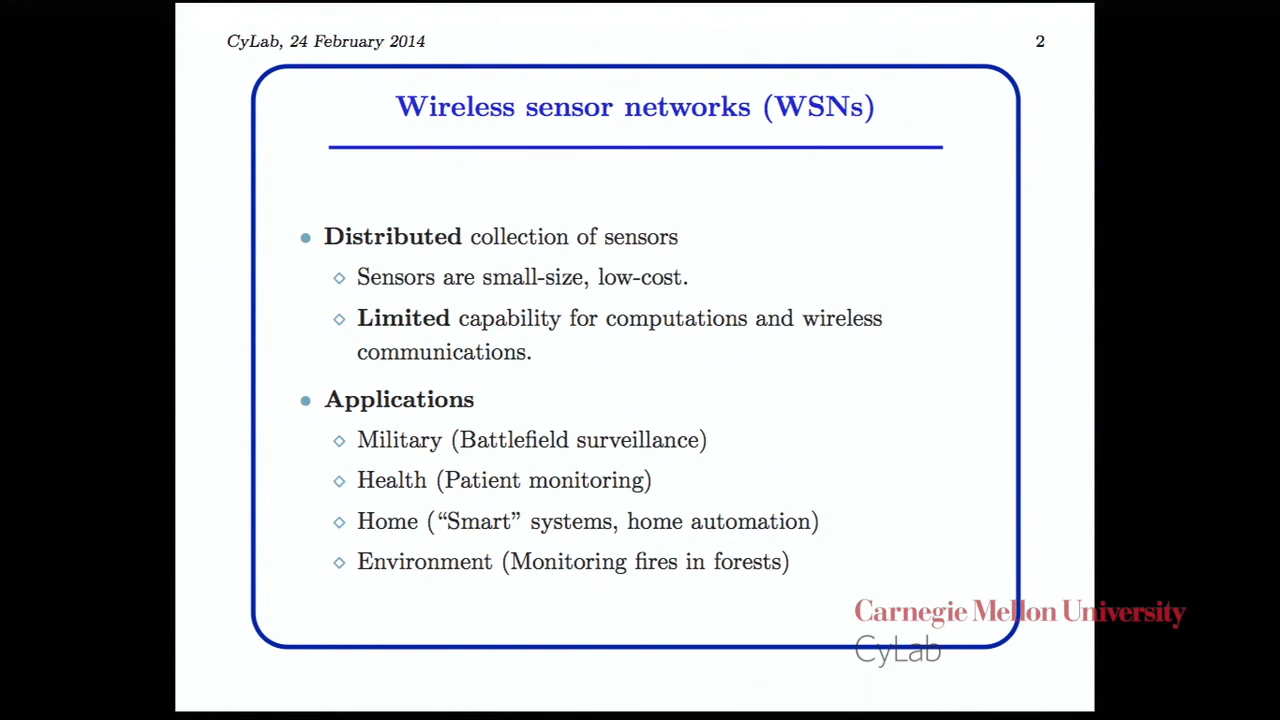 CyLab, 24 February 2014
2
Wireless sensor networks (WSNs)
Distributed collection of sensors
Sensors are small-size, low-cost.
Limited capability for computations and wireless
communications.
Applications
Military (Battlefield surveillance)
Health (Patient monitoring)
Home (“Smart” systems, home automation)
Environment (Monitoring fires in forests)
Carnegie Mellon University
CyLab